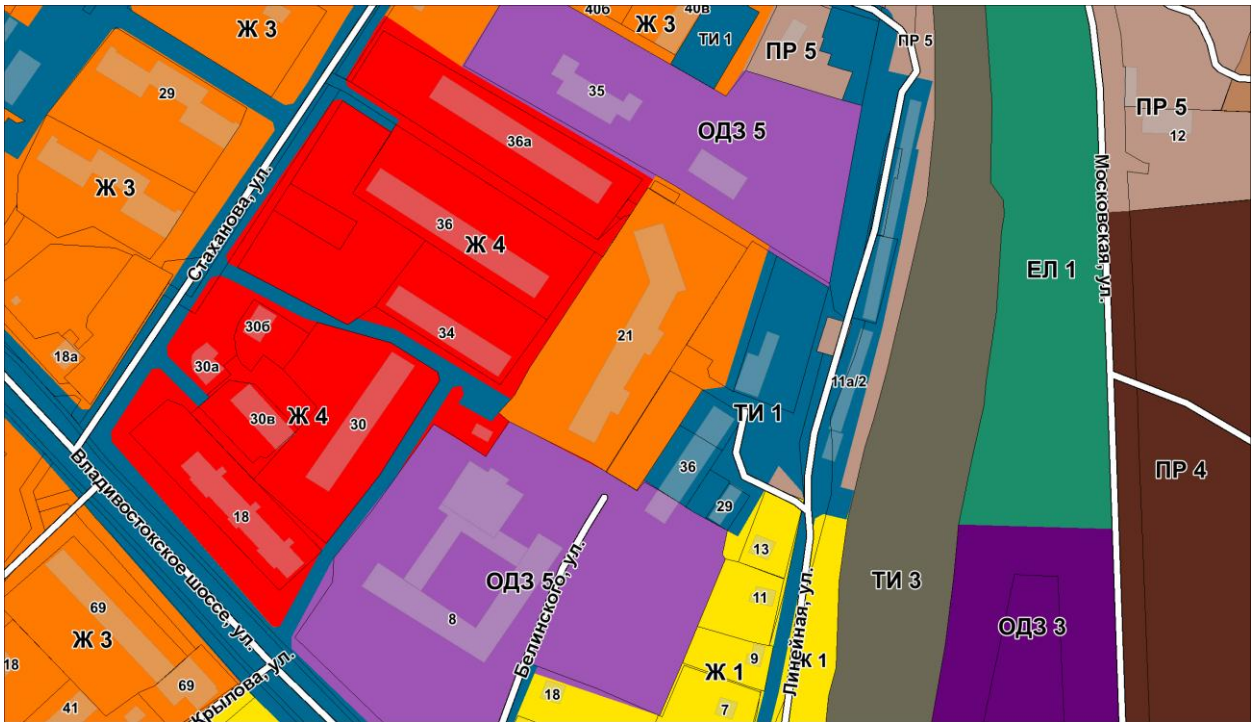 40б
40в
Ж 3
Ж 3
ТИ 1
ПР 5
ПР 5
29
35
ОДЗ 5
ПР 5
12
36а
Ж 3
36
Ж 4
Стаханова, ул.
Московская, ул.
ЕЛ 1
30б
34
21
18а
30а
11а/2
30в
Ж 4
30
ТИ 1
36
ПР 4
29
18
Владивостокское шоссе, ул.
13
ОДЗ 5
ТИ 3
11
69
8
Белинского, ул.
Линейная, ул.
ОДЗ 3
Ж 3
9
Ж 1
Ж 1
18
69
18
Крылова, ул.
41
7